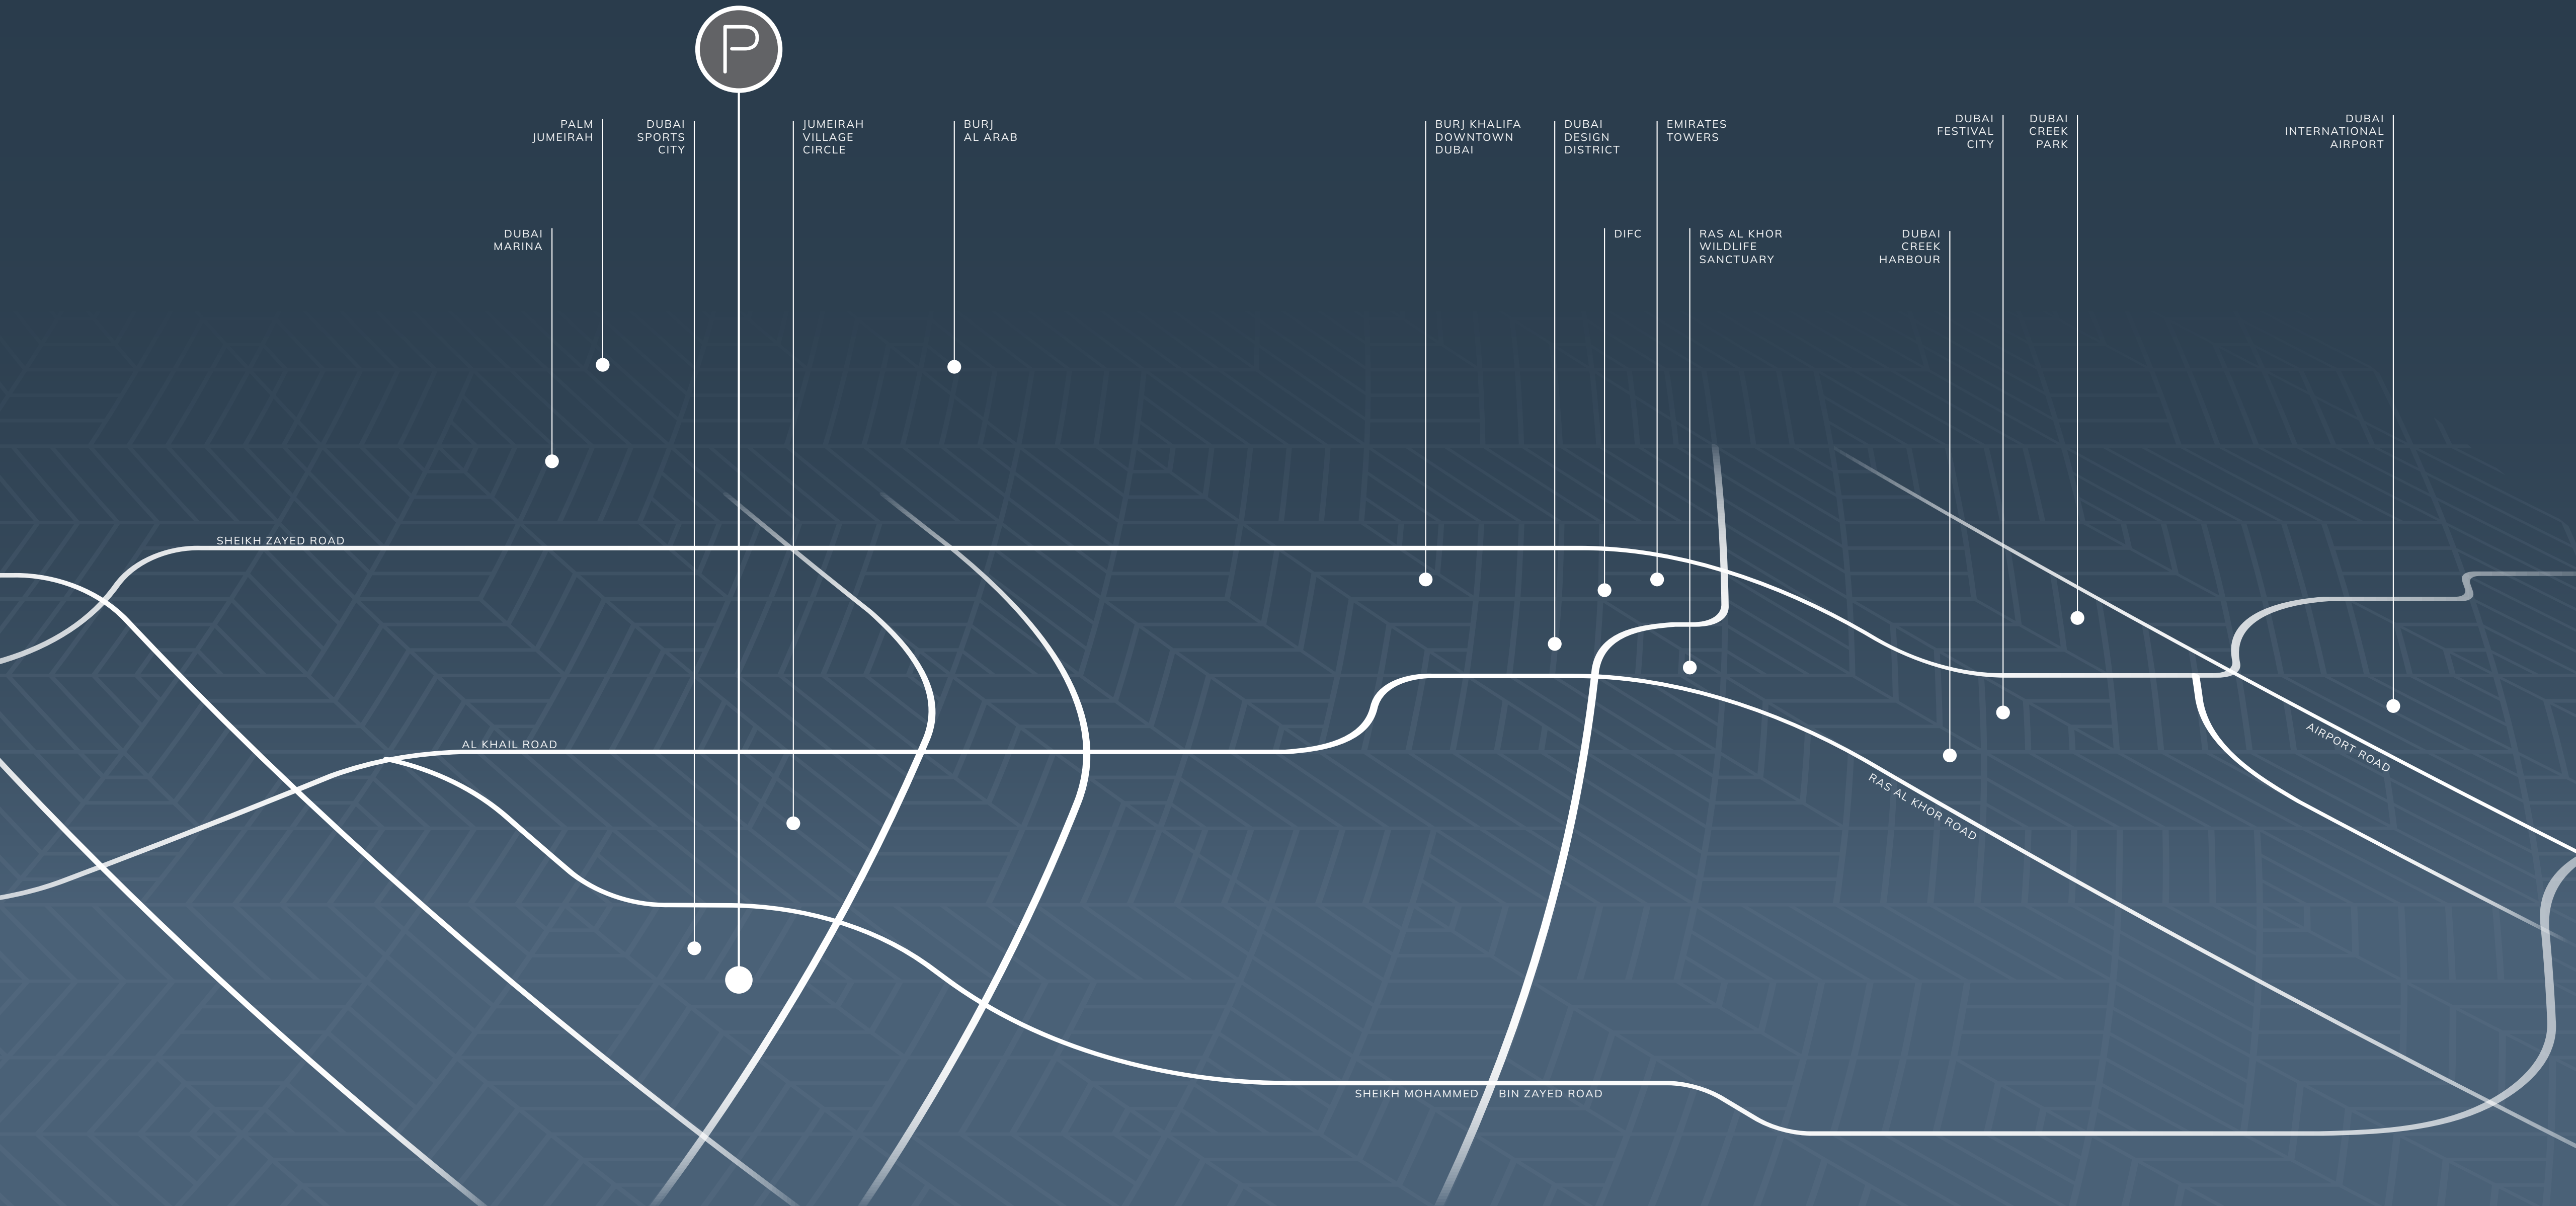 P
PALM
JUMEIRAH
DUBAI
SPORTS
CITY
JUMEIRAH
VILLAGE
CIRCLE
BURJ
AL ARAB
BURJ KHALIFA
DOWNTOWN
DUBAI
DUBAI
DESIGN
DISTRICT
EMIRATES
TOWERS
DUBAI
FESTIVAL
CITY
DUBAI
CREEK
PARK
DUBAI
INTERNATIONAL
AIRPORT
DUBAI
MARINA
DIFC
RAS AL KHOR
WILDLIFE
SANCTUARY
DUBAI
CREEK
HARBOUR
SHEIKH ZAYED ROAD
AL KHAIL ROAD
AIRPORT ROAD
RAS AL KHOR ROAD
SHEIKH MOHAMMED BIN ZAYED ROAD